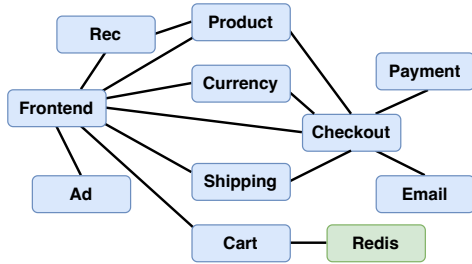 Rec
Product
Currency
Payment
Frontend
Checkout
Ad
Shipping
Email
Cart
Redis